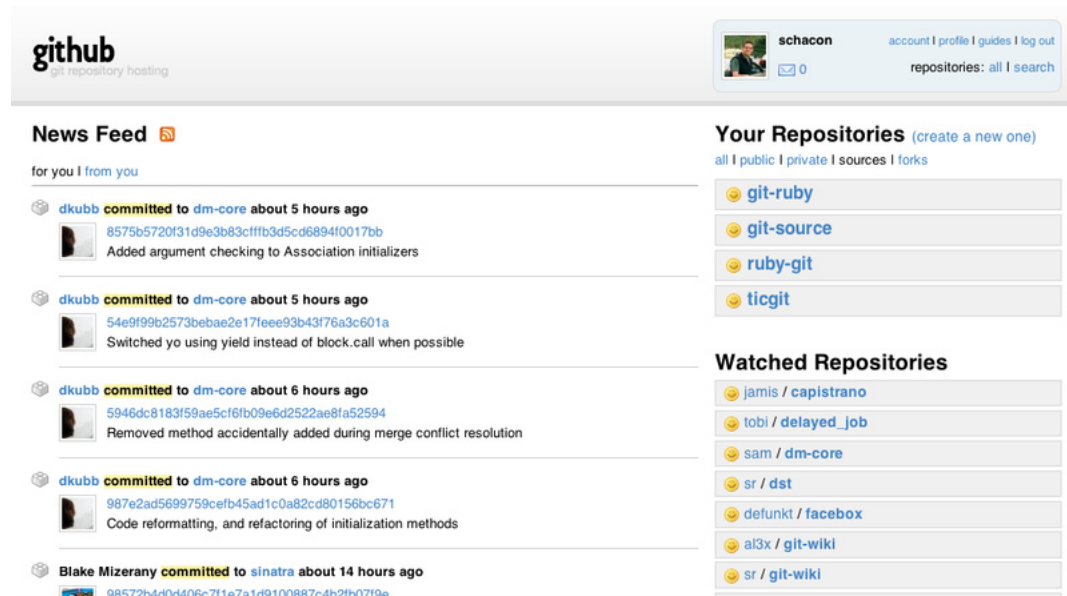 github
git repository hosting
schacon
account | profile | guides | log out
0
repositories: all | search
News Feed
for you | from you
dkubb committed to dm-core about 5 hours ago
8575b5720f31d9e3b83cfffb3d5cd6894f0017bb
Added argument checking to Association initializers
dkubb committed to dm-core about 5 hours ago
54e9f99b2573bebae2e17feee93b43f76a3c601a
Switched yo using yield instead of block.call when possible
dkubb committed to dm-core about 6 hours ago
5946dc8183f59ae5cf6fb09e6d2522ae8fa52594
Removed method accidentally added during merge conflict resolution
dkubb committed to dm-core about 6 hours ago
987e2ad5699759cefb45ad1c0a82cd80156bc671
Code reformatting, and refactoring of initialization methods
Blake Mizerany committed to sinatra about 14 hours ago
98572b4d0d406c7f1e7a1d9100887c4b2fb07f9e
Your Repositories (create a new one)
all | public | private | sources | forks
git-ruby
git-source
ruby-git
ticgit
Watched Repositories
jamis / capistrano
tobi / delayed_job
sam / dm-core
sr / dst
defunkt / facebox
al3x / git-wiki
sr / git-wiki